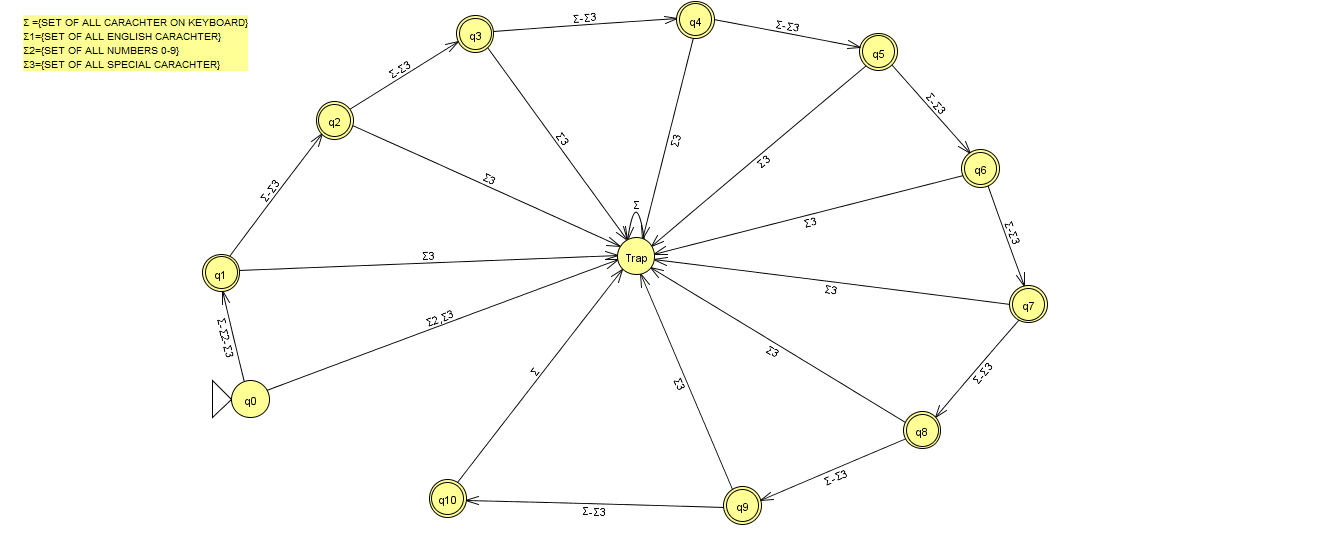 Σ ={SET OF ALL CARACHTER ON KEYBOARD}
Σ1={SET OF ALL ENGLISH CARACHTER}
Σ2={SET OF ALL NUMBERS 0-9}
Σ3={SET OF ALL SPECIAL CARACHTER}
q4
Σ-Σ3
Σ-Σ3
q3
q5
Σ-Σ3
Σ-Σ3
q2
Σ3
Σ3
Σ3
q6
Σ3
Σ-Σ3
Σ
Σ3
Σ-Σ3
Σ3
Trap
q1
Σ3
q7
Σ2,Σ3
Σ-Σ2-Σ3
Σ3
Σ
Σ3
Σ-Σ3
q0
q8
Σ-Σ3
q10
q9
Σ-Σ3